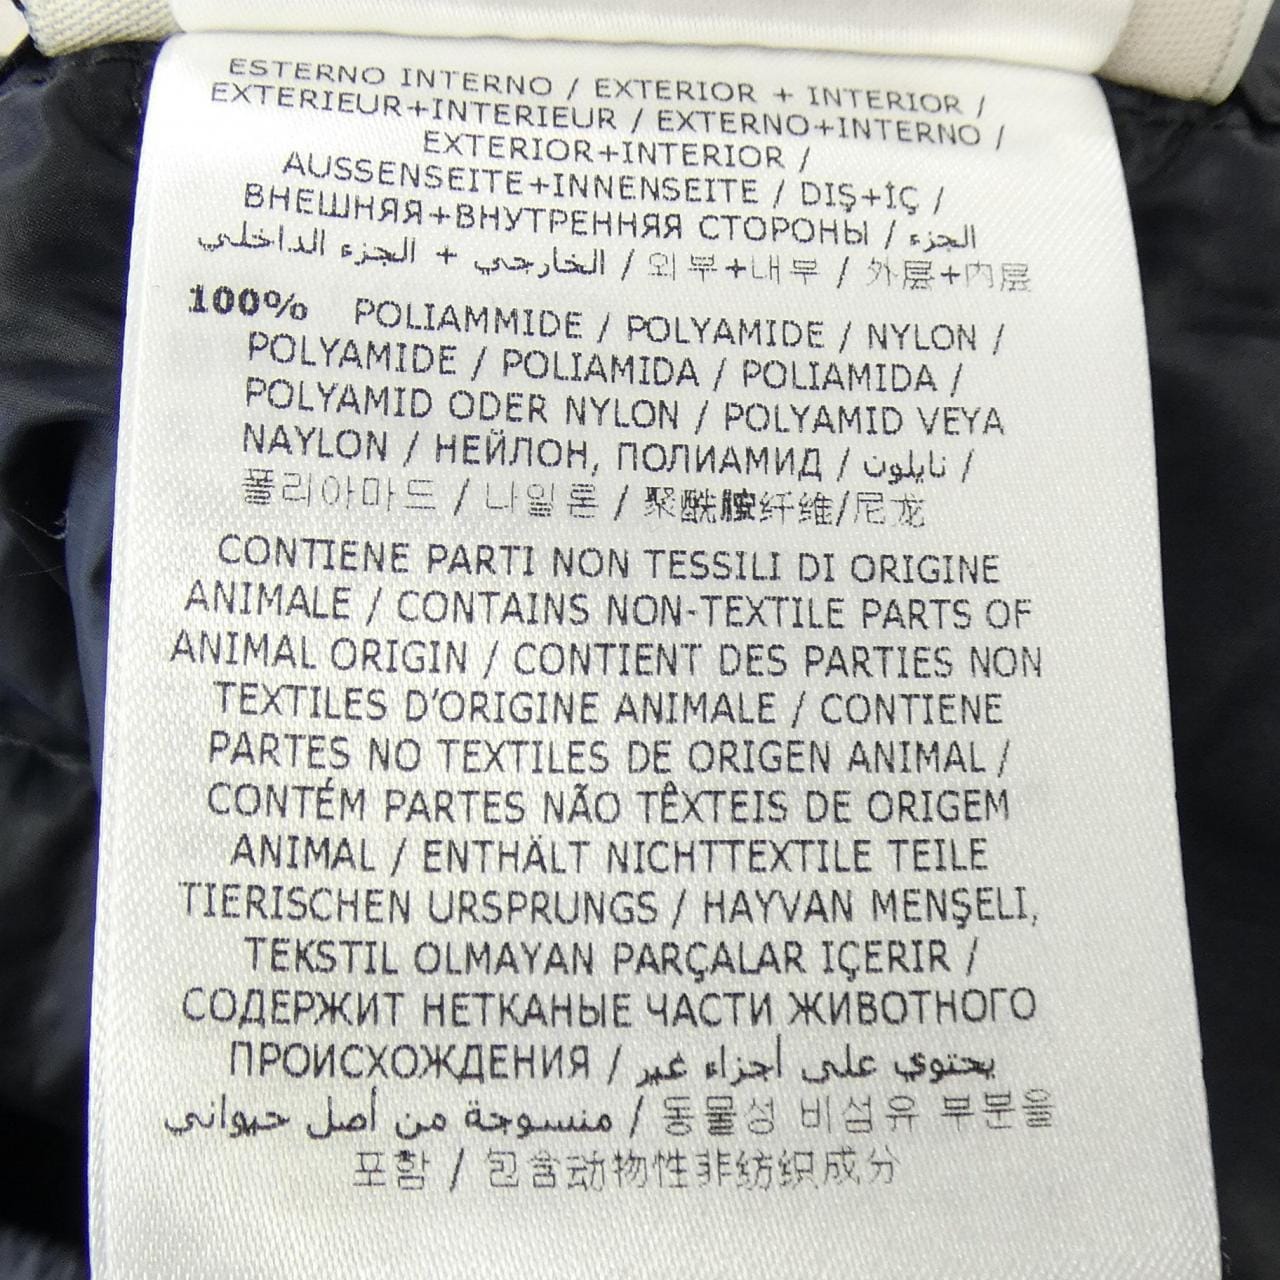 ESTERNO INTERNO / EXTERIOR + INTERIOR /
EXTERIEUR+INTERIEUR / EXTERNO+INTERNO /
EXTERIOR+INTERIOR /
AUSSENSEITE+INNENSEITE / DIŞ+İÇ /
ВНЕШНЯЯ+ВНУТРЕННЯЯ СТОРОНЫ / الجزء
الخارجي + الجزء الداخلي / 외부+내부 / 外层+内层
100% POLIAMMIDE / POLYAMIDE / NYLON /
POLYAMIDE / POLIAMIDA / POLIAMIDA /
POLYAMID ODER NYLON / POLYAMID VEYA
NAYLON / НЕЙЛОН, ПОЛИАМИД / نايلون /
폴리아마드 / 나일론 / 聚酰胺纤维/尼龙
CONTIENE PARTI NON TESSILI DI ORIGINE
ANIMALE / CONTAINS NON-TEXTILE PARTS OF
ANIMAL ORIGIN / CONTIENT DES PARTIES NON
TEXTILES D’ORIGINE ANIMALE / CONTIENE
PARTES NO TEXTILES DE ORIGEN ANIMAL /
CONTÉM PARTES NÃO TÊXTEIS DE ORIGEM
ANIMAL / ENTHÄLT NICHTTEXTILE TEILE
TIERISCHEN URSPRUNGS / HAYVAN MENŞELI,
TEKSTIL OLMAYAN PARÇALAR IÇERIR /
СОДЕРЖИТ НЕТКАНЫЕ ЧАСТИ ЖИВОТНОГО
ПРОИСХОЖДЕНИЯ / يحتوي على أجزاء غير
منسوجة من أصل حيواني / 동물성 비섬유 부분을
포함 / 包含动物性非纺织成分